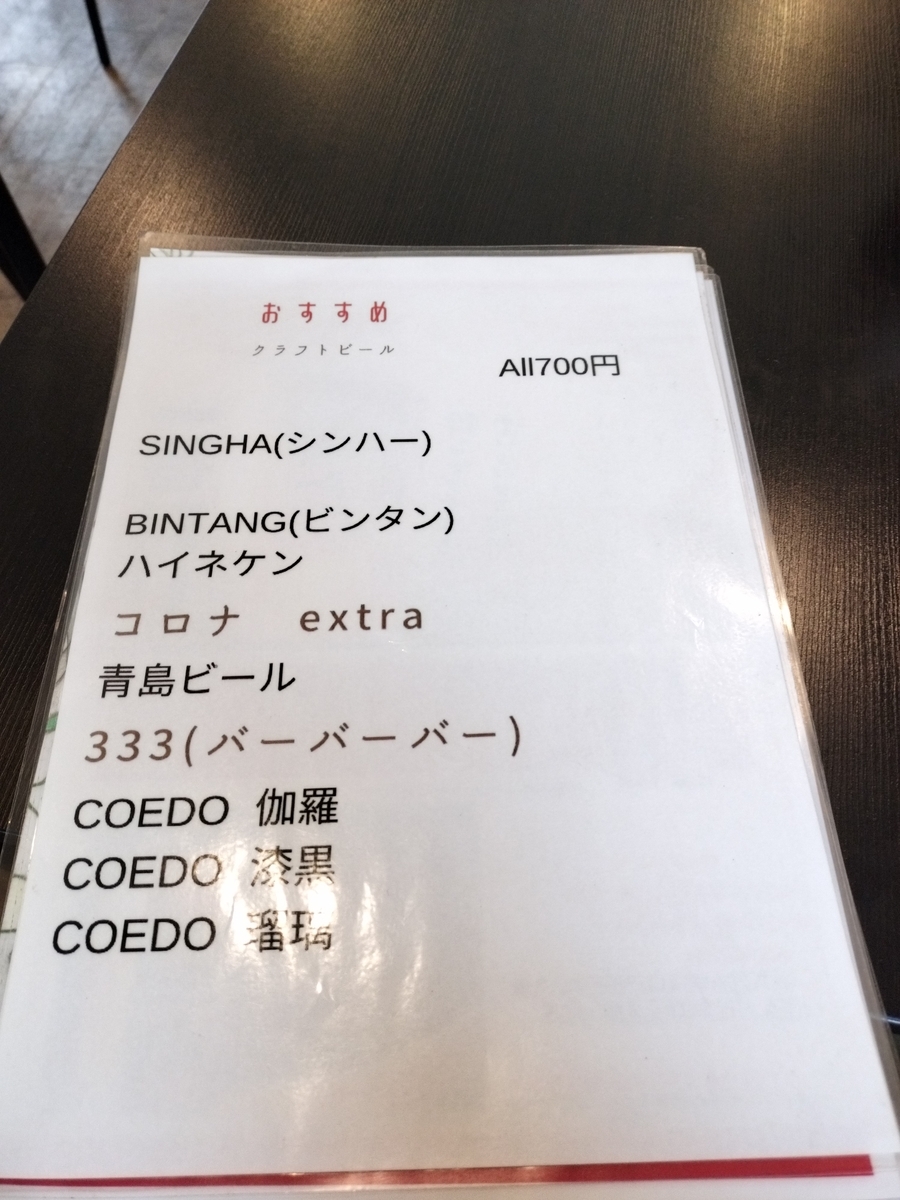 おすすめ
クラフトビール
All700円
SINGHA(シンハー)
BINTANG(ビンタン)
ハイネケン
コロナ　extra
青島ビール
333(バーバーバー)
COEDO 伽羅
COEDO 漆黒
COEDO 瑠璃